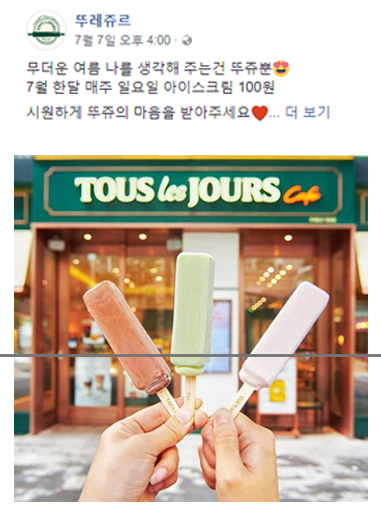 뚜레쥬르
7월 7일 오후 4:00 ·
무더운 여름 나를 생각해 주는건 뚜쥬뿐😍
7월 한달 매주 일요일 아이스크림 100원
시원하게 뚜쥬의 마음을 받아주세요❤️... 더 보기
TOUS les JOURS Cafe